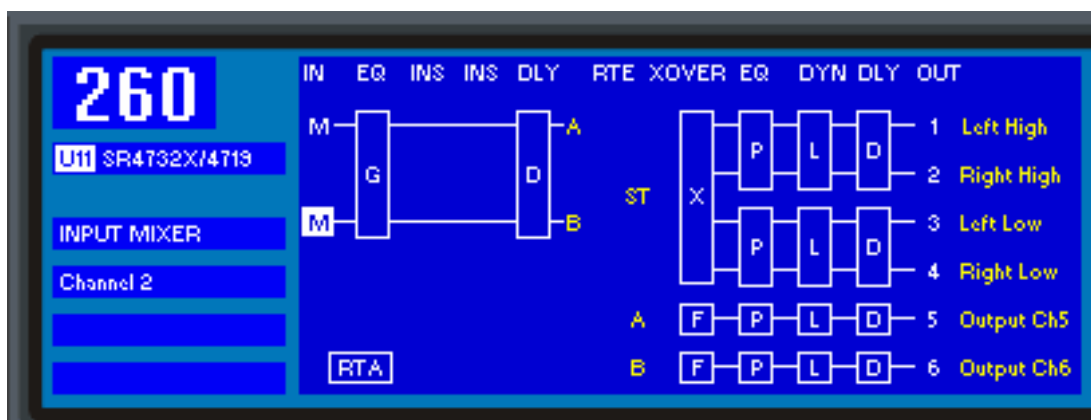 260
U11 SR4732X/4719
INPUT MIXER
Channel 2
IN EQ INS INS DLY RTE XOVER EQ DYN DLY OUT
M A
G D
M B
RTA
ST X
P L D 1 Left High
2 Right High
P L D 3 Left Low
4 Right Low
A F P L D 5 Output Ch5
B F P L D 6 Output Ch6